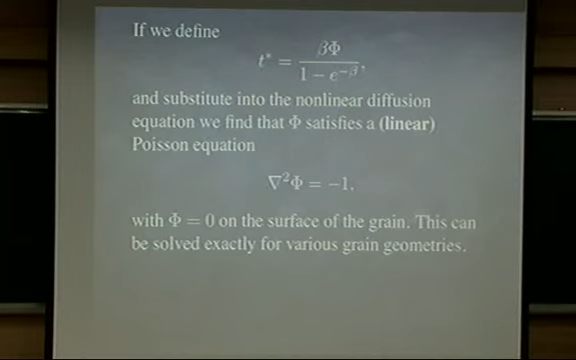 If we define
t* = βΦ / (1 − e^{−β}),
and substitute into the nonlinear diffusion
equation we find that Φ satisfies a (linear)
Poisson equation
∇²Φ = −1,
with Φ = 0 on the surface of the grain. This can
be solved exactly for various grain geometries.